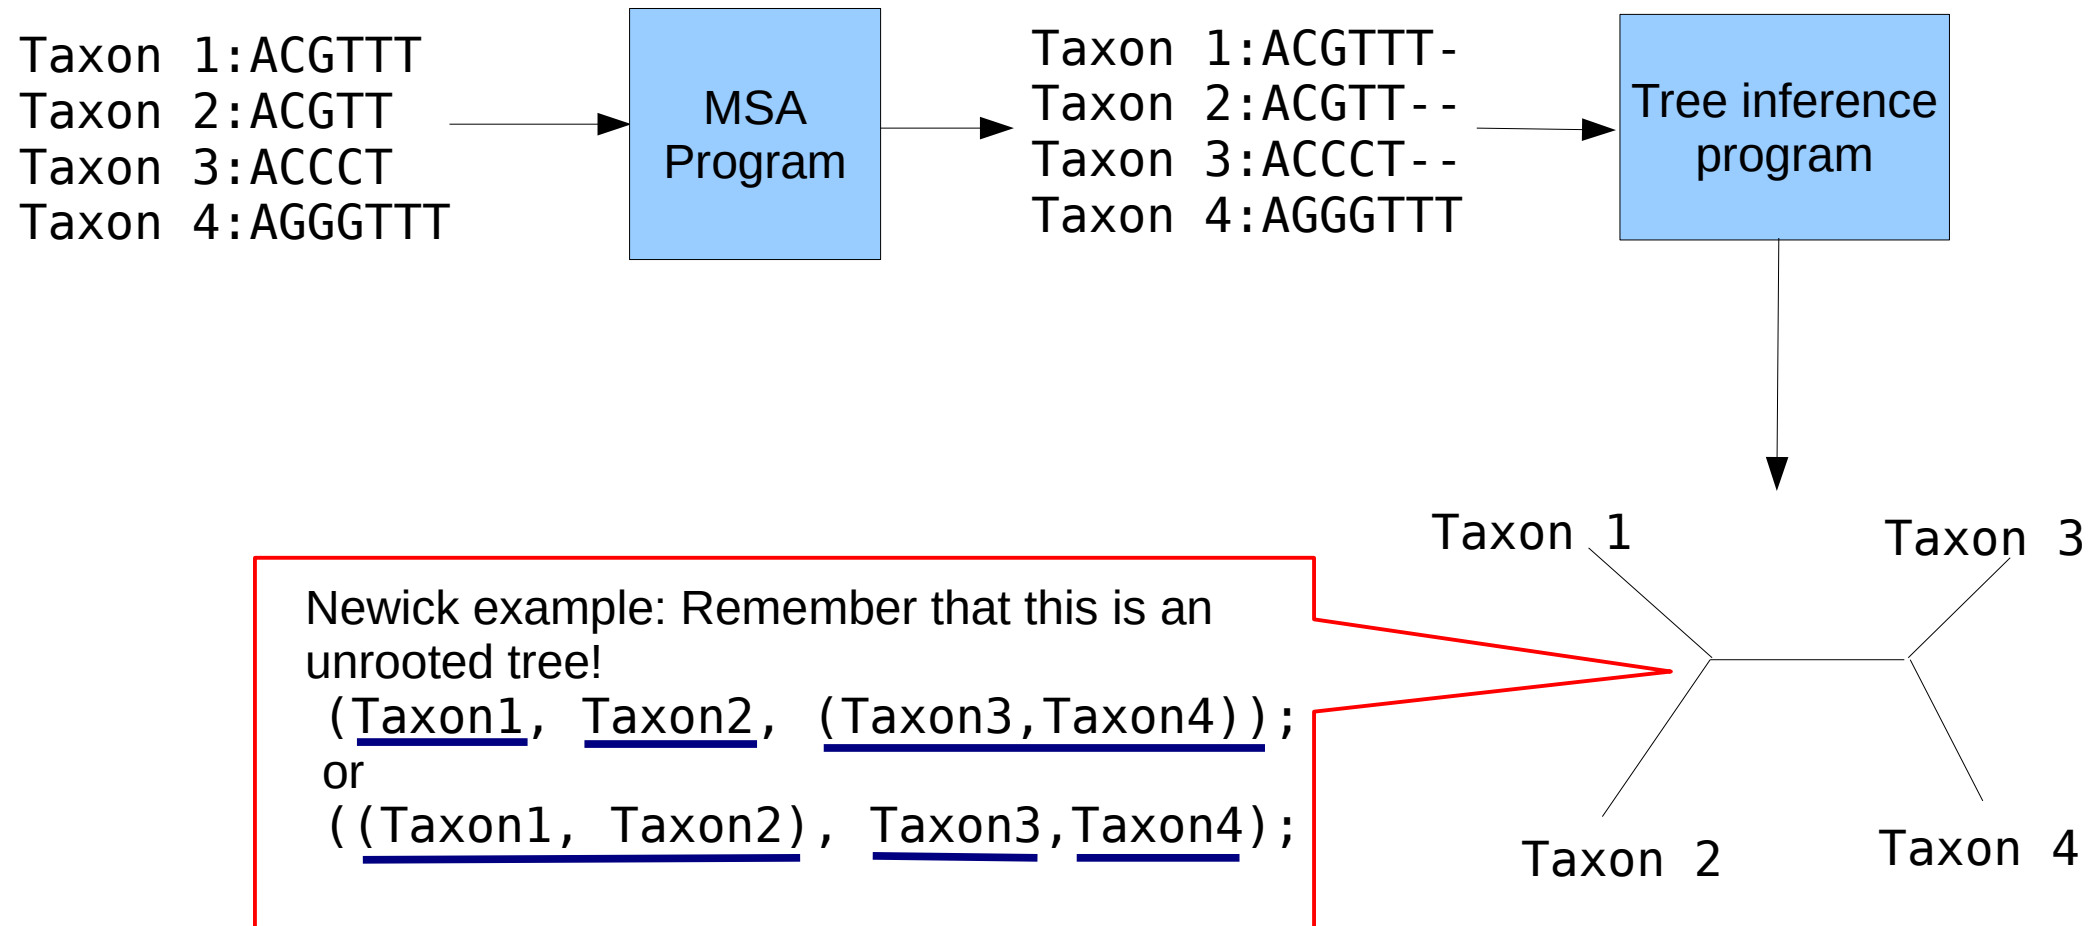 Taxon 1:ACGTTT
Taxon 2:ACGTT
Taxon 3:ACCCT
Taxon 4:AGGGTTT
MSA
Program
Taxon 1:ACGTTT-
Taxon 2:ACGTT--
Taxon 3:ACCCT--
Taxon 4:AGGGTTT
Tree inference
program
Taxon 1
Taxon 3
Taxon 2
Taxon 4
Newick example: Remember that this is an
unrooted tree!
(Taxon1, Taxon2, (Taxon3,Taxon4));
or
((Taxon1, Taxon2), Taxon3,Taxon4);